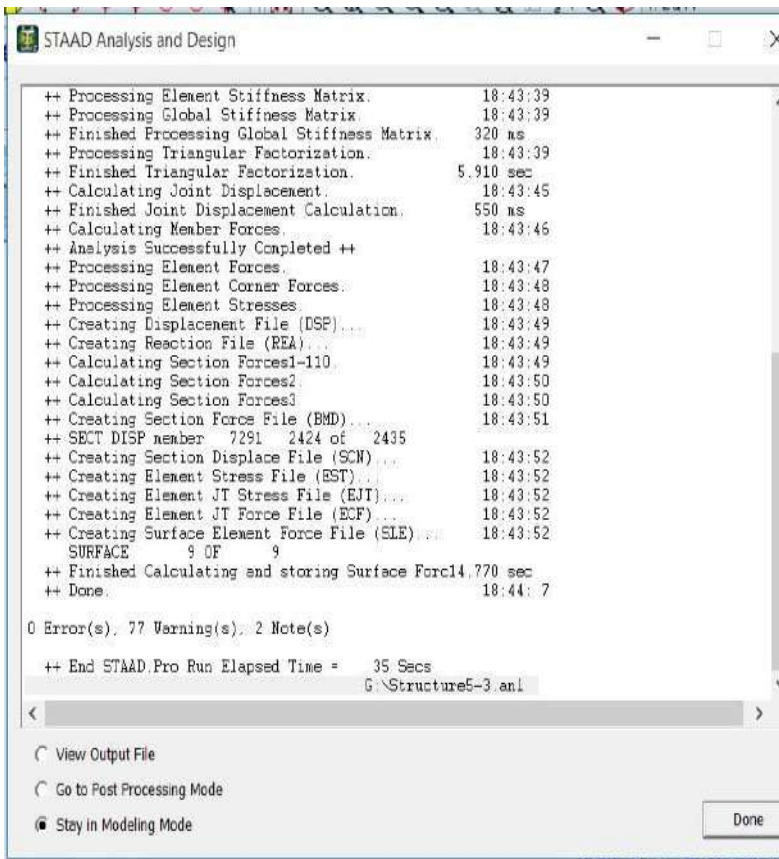 STAAD Analysis and Design
++ Processing Element Stiffness Matrix. 18:43:39
++ Processing Global Stiffness Matrix. 18:43:39
++ Finished Processing Global Stiffness Matrix. 320 ms
++ Processing Triangular Factorization. 18:43:39
++ Finished Triangular Factorization. 5.910 sec
++ Calculating Joint Displacement. 18:43:45
++ Finished Joint Displacement Calculation. 550 ms
++ Calculating Member Forces. 18:43:46
++ Analysis Successfully Completed ++
++ Processing Element Forces. 18:43:47
++ Processing Element Corner Forces. 18:43:48
++ Processing Element Stresses. 18:43:48
++ Creating Displacement File (DSP)... 18:43:49
++ Creating Reaction File (REA)... 18:43:49
++ Calculating Section Forces1-110. 18:43:49
++ Calculating Section Forces2. 18:43:50
++ Calculating Section Forces3 18:43:50
++ Creating Section Force File (BMD)... 18:43:51
++ SECT DISP member 7291 2424 of 2435
++ Creating Section Displace File (SCN)... 18:43:52
++ Creating Element Stress File (EST)... 18:43:52
++ Creating Element JT Stress File (EJT)... 18:43:52
++ Creating Element JT Force File (ECF)... 18:43:52
++ Creating Surface Element Force File (SLE)... 18:43:52
SURFACE 9 OF 9
++ Finished Calculating and storing Surface Forc14.770 sec
++ Done. 18:44: 7
0 Error(s), 77 Warning(s), 2 Note(s)
++ End STAAD.Pro Run Elapsed Time = 35 Secs
G:\Structure5-3.anl
View Output File
Go to Post Processing Mode
Stay in Modeling Mode
Done